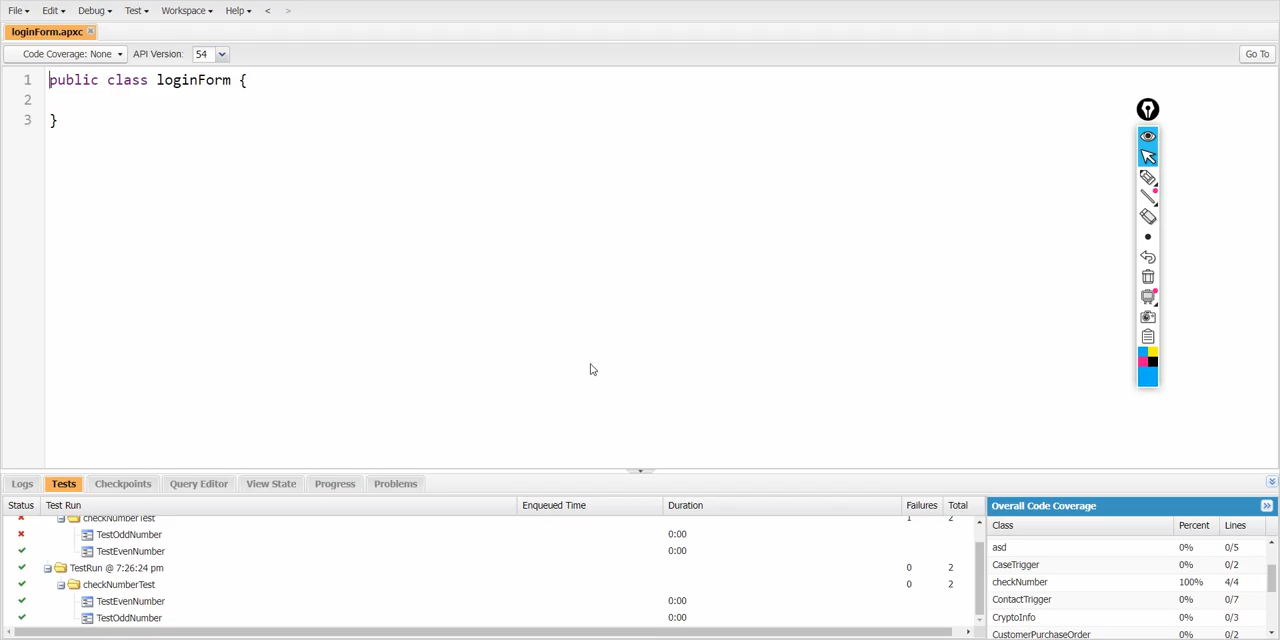 File Edit Debug Test Workspace Help < >
loginForm.apxc
Code Coverage: None API Version: 54 Go To
1 public class loginForm {
2
3 }
Logs Tests Checkpoints Query Editor View State Progress Problems
Status Test Run Enqueued Time Duration Failures Total
checkNumberTest 1 2
TestOddNumber 0:00
TestEvenNumber 0:00
TestRun @ 7:26:24 pm 0 2
checkNumberTest 0 2
TestEvenNumber 0:00
TestOddNumber 0:00
Overall Code Coverage
Class Percent Lines
asd 0% 0/5
CaseTrigger 0% 0/2
checkNumber 100% 4/4
ContactTrigger 0% 0/7
CryptoInfo 0% 0/3
CustomerPurchaseOrder 0% 0/2